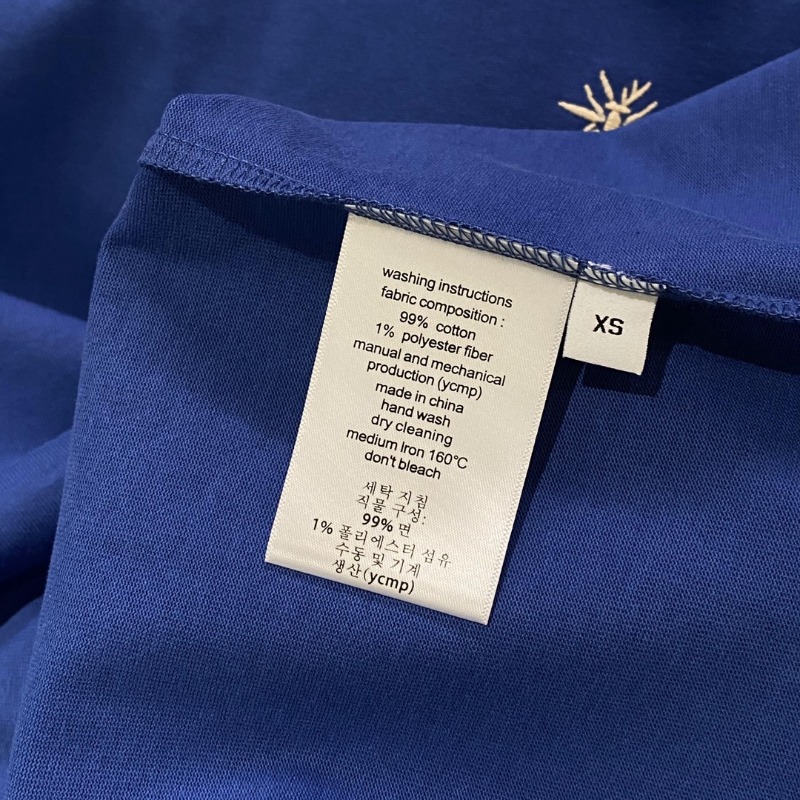 washing instructions
fabric composition :
99% cotton
1% polyester fiber
manual and mechanical
production (ycmp)
made in china
hand wash
dry cleaning
medium Iron 160°C
don't bleach
세탁 지침
직물 구성:
99% 면
1% 폴리에스터 섬유
수동 및 기계
생산(ycmp)
XS